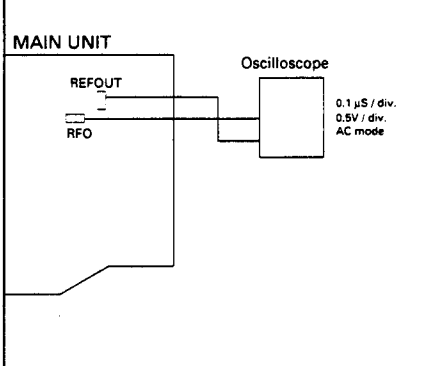 MAIN UNIT
Oscilloscope
REFOUT
0.1 µS / div.
0.5V / div.
AC mode
RFO